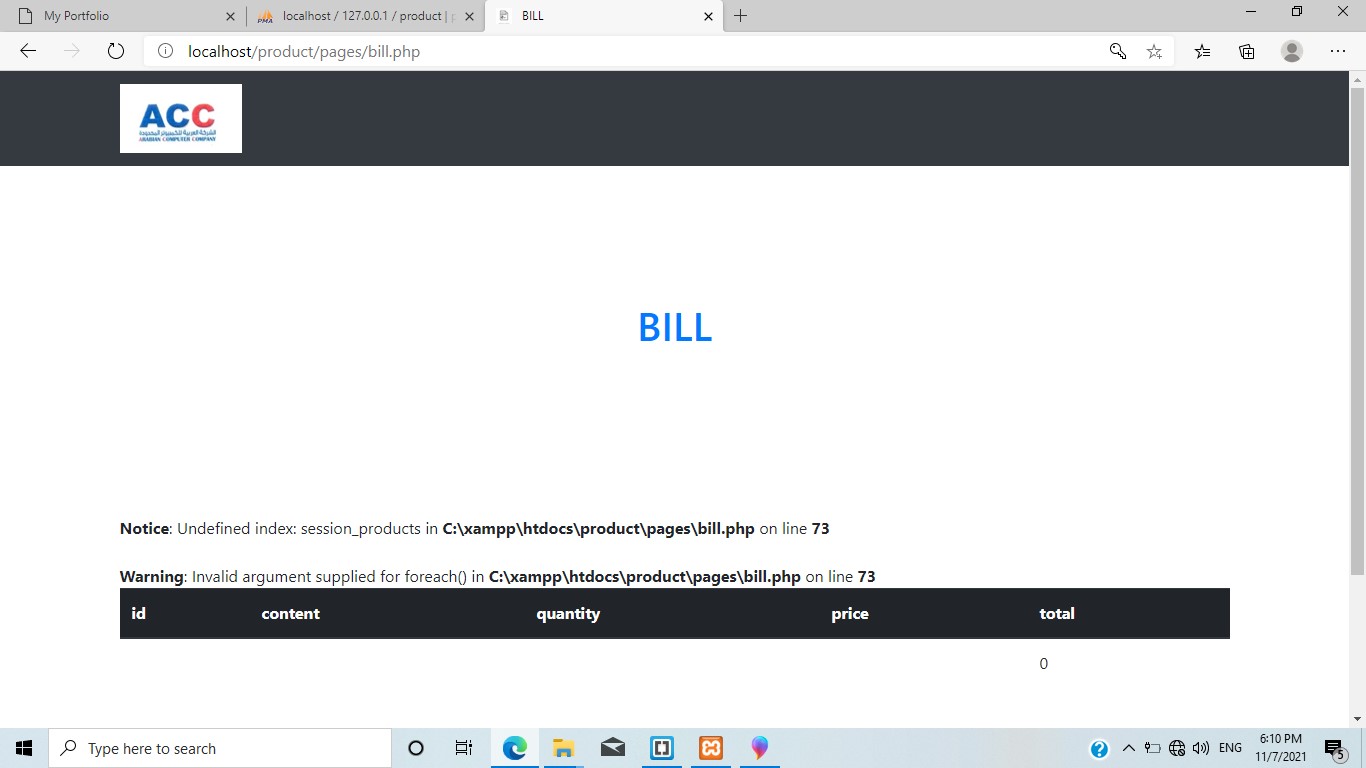 My Portfolio
localhost / 127.0.0.1 / product | p
BILL
localhost/product/pages/bill.php
ACC
الشركة العربية للكمبيوتر المحدودة
ARABIAN COMPUTER COMPANY
BILL
Notice: Undefined index: session_products in C:\xampp\htdocs\product\pages\bill.php on line 73
Warning: Invalid argument supplied for foreach() in C:\xampp\htdocs\product\pages\bill.php on line 73
id content quantity price total
0
Type here to search
ENG
6:10 PM
11/7/2021
5